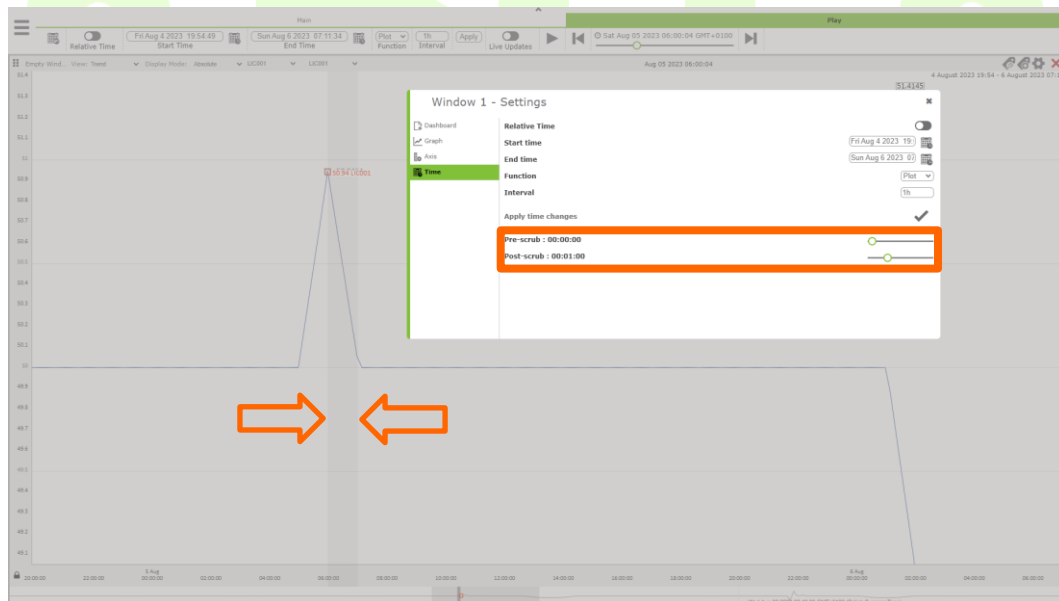 Main
Play
Relative Time
Fri Aug 4 2023 19:54:49
Start Time
Sun Aug 6 2023 07:11:34
End Time
Plot
Function
1h
Interval
Apply
Live Updates
Sat Aug 05 2023 06:00:04 GMT+0100
Empty Wind.. View: Trend
Display Mode: Absolute
LIC001
LIC001
Aug 05 2023 06:00:04
4 August 2023 19:54 - 6 August 2023 07:1
51.4145
Window 1 - Settings
Dashboard
Graph
Axis
Time
Relative Time
Start time
Fri Aug 4 2023 19:
End time
Sun Aug 6 2023 07
Function
Plot
Interval
1h
Apply time changes
Pre-scrub : 00:00:00
Post-scrub : 00:01:00
50.94 LIC001
51.4
51.3
51.2
51.1
51
50.9
50.8
50.7
50.6
50.5
50.4
50.3
50.2
50.1
50
49.9
49.8
49.7
49.6
49.5
49.4
49.3
49.2
49.1
20:00:00
22:00:00
5 Aug
00:00:00
02:00:00
04:00:00
06:00:00
08:00:00
10:00:00
12:00:00
14:00:00
16:00:00
18:00:00
20:00:00
22:00:00
6 Aug
00:00:00
02:00:00
04:00:00
06:00:00